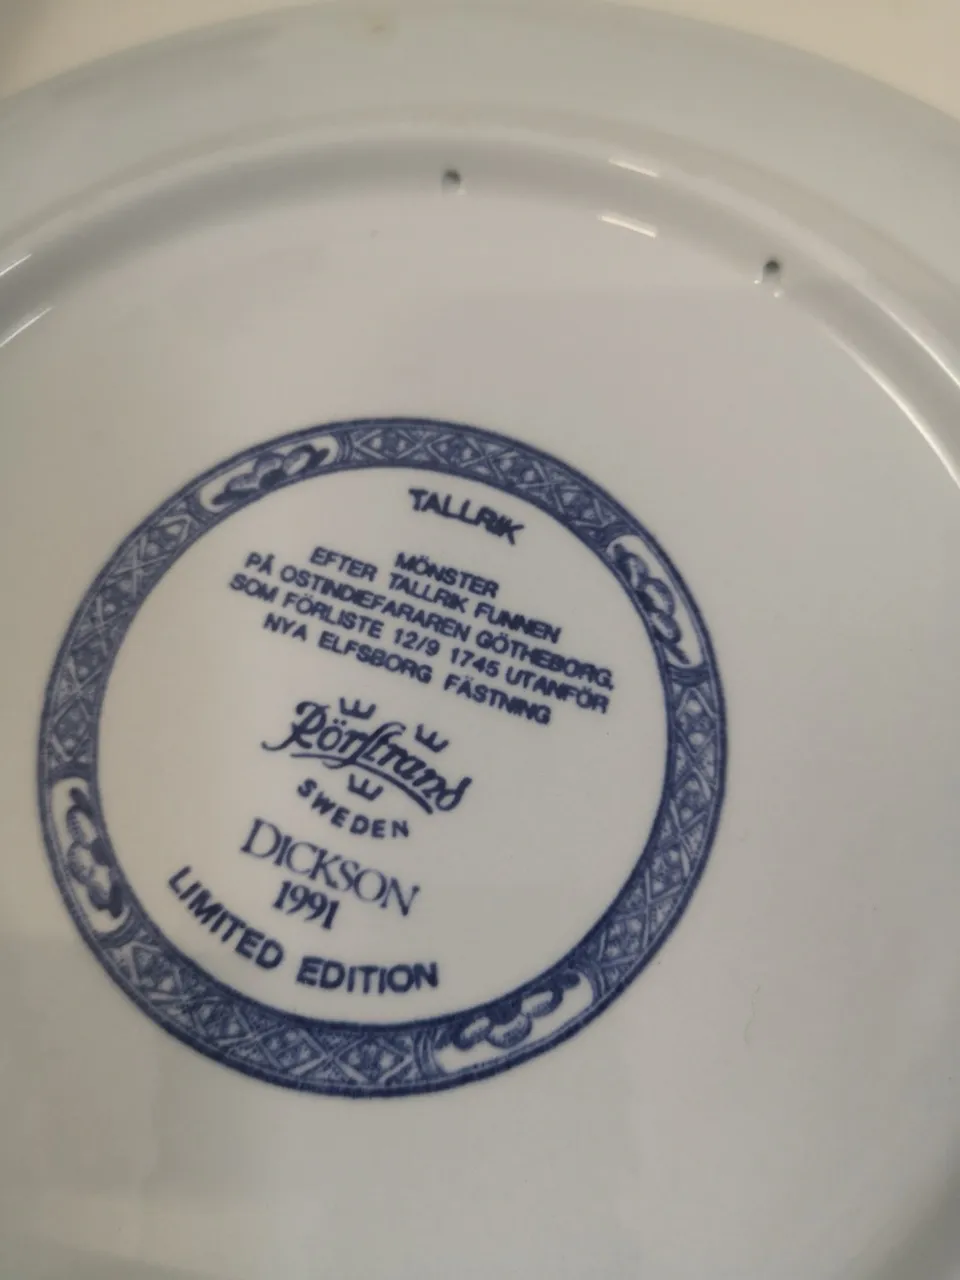 TALLRIK
MÖNSTER
EFTER TALLRIK FUNNEN
PÅ OSTINDIEFARAREN GÖTHEBORG,
SOM FÖRLISTE 12/9 1745 UTANFÖR
NYA ELFSBORG FÄSTNING
Rörstrand
SWEDEN
DICKSON
1991
LIMITED EDITION